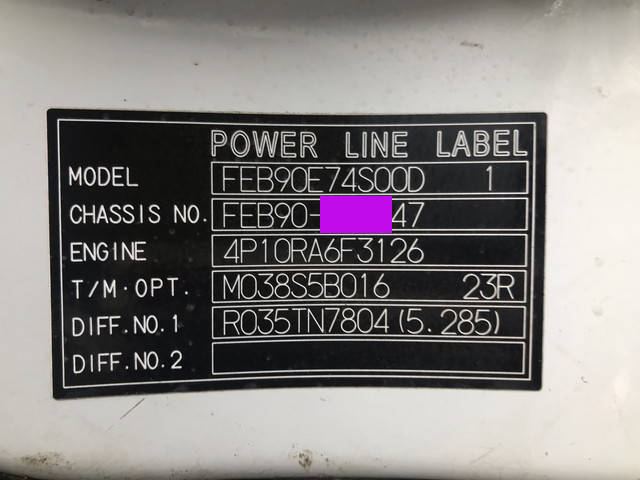 POWER LINE LABEL
MODEL FEB90E74S00D 1
CHASSIS NO. FEB90- 47
ENGINE 4P10RA6F3126
T/M·OPT. M038S5B016 23R
DIFF.NO.1 R035TN7804(5.285)
DIFF.NO.2